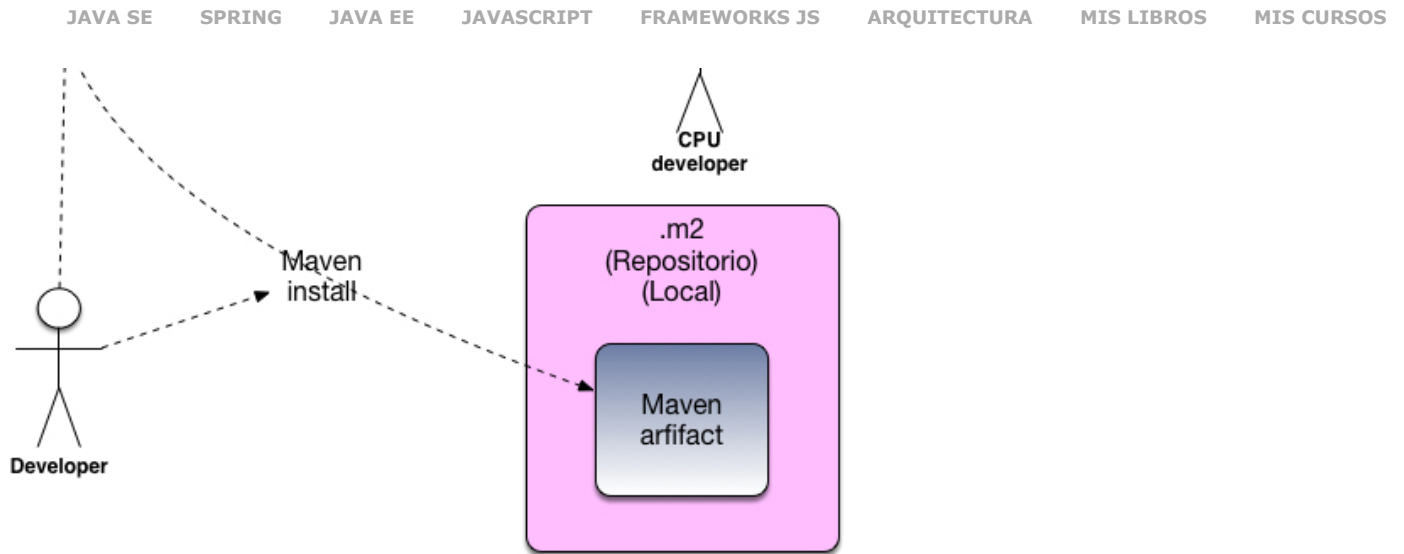 JAVA SE SPRING JAVA EE JAVASCRIPT FRAMEWORKS JS ARQUITECTURA MIS LIBROS MIS CURSOS
CPU
developer
.m2
(Repositorio)
(Local)
Maven
install
Maven
arfifact
Developer